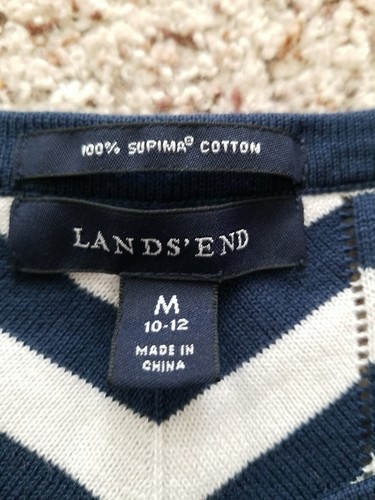 100% SUPIMA® COTTON
LANDS' END
M
10-12
MADE IN
CHINA